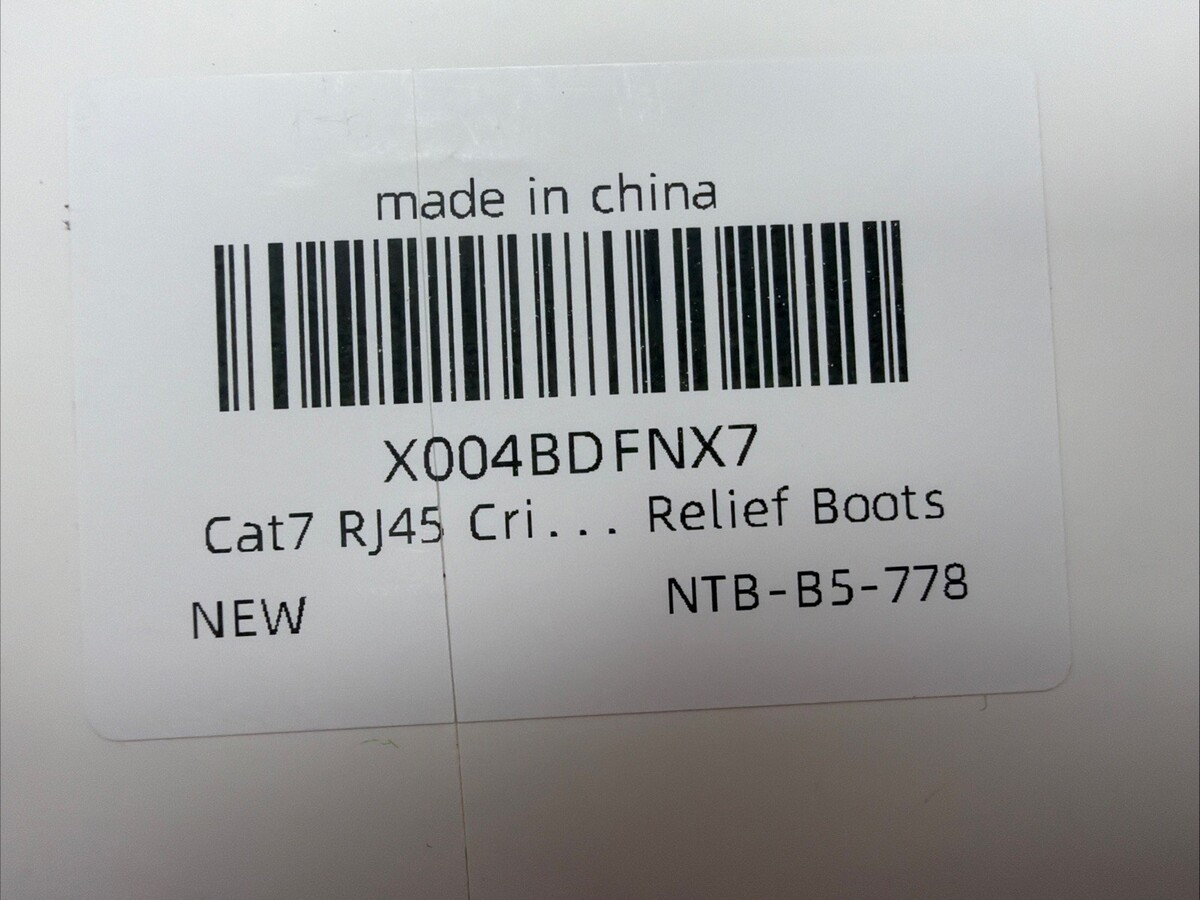 made in china
X004BDFNX7
Cat7 RJ45 Cri... Relief Boots
NEW NTB-B5-778